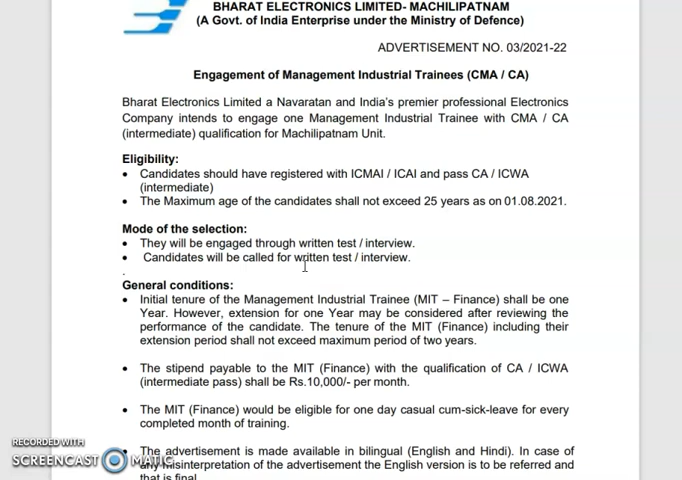 BHARAT ELECTRONICS LIMITED- MACHILIPATNAM
(A Govt. of India Enterprise under the Ministry of Defence)
ADVERTISEMENT NO. 03/2021-22
Engagement of Management Industrial Trainees (CMA / CA)
Bharat Electronics Limited a Navaratan and India's premier professional Electronics
Company intends to engage one Management Industrial Trainee with CMA / CA
(intermediate) qualification for Machilipatnam Unit.
Eligibility:
• Candidates should have registered with ICMAI / ICAI and pass CA / ICWA
(intermediate)
• The Maximum age of the candidates shall not exceed 25 years as on 01.08.2021.
Mode of the selection:
• They will be engaged through written test / interview.
• Candidates will be called for written test / interview.
.
General conditions:
• Initial tenure of the Management Industrial Trainee (MIT – Finance) shall be one
Year. However, extension for one Year may be considered after reviewing the
performance of the candidate. The tenure of the MIT (Finance) including their
extension period shall not exceed maximum period of two years.
• The stipend payable to the MIT (Finance) with the qualification of CA / ICWA
(intermediate pass) shall be Rs.10,000/- per month.
• The MIT (Finance) would be eligible for one day casual cum-sick-leave for every
completed month of training.
• The advertisement is made available in bilingual (English and Hindi). In case of
any misinterpretation of the advertisement the English version is to be referred and
that is final
RECORDED WITH
SCREENCAST MATIC